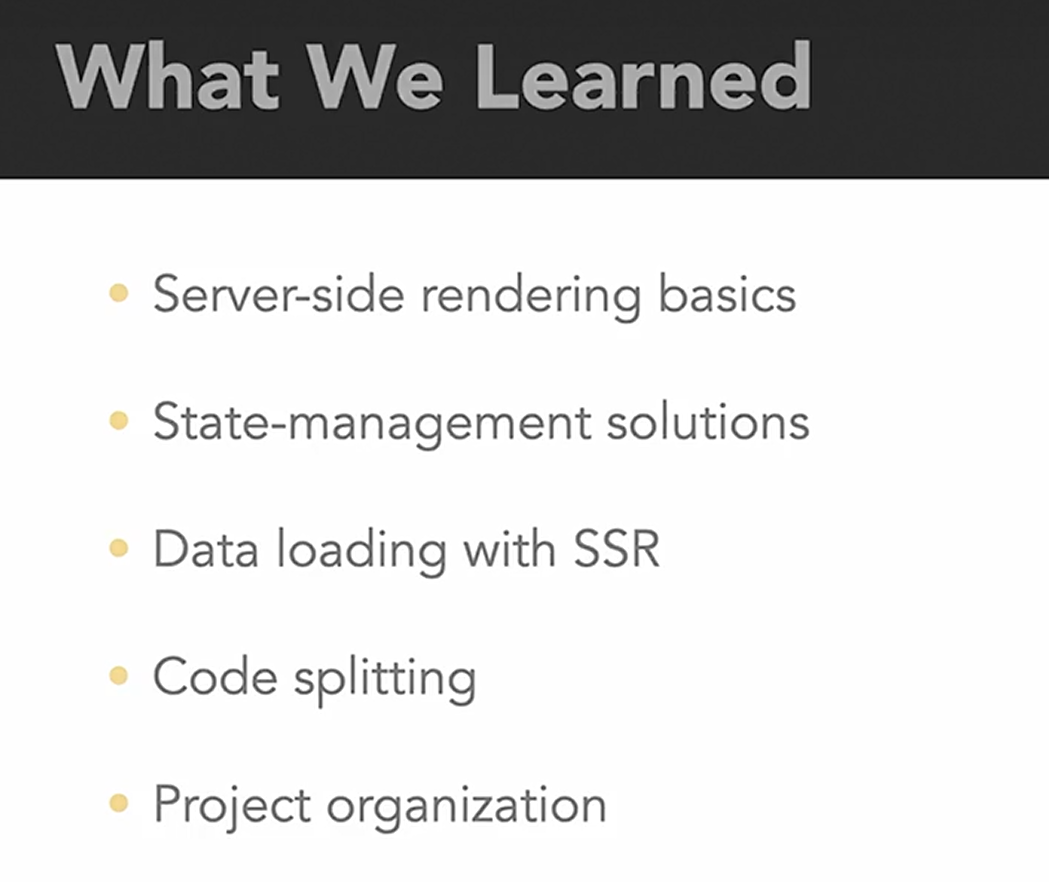 What We Learned
Server-side rendering basics
State-management solutions
Data loading with SSR
Code splitting
Project organization